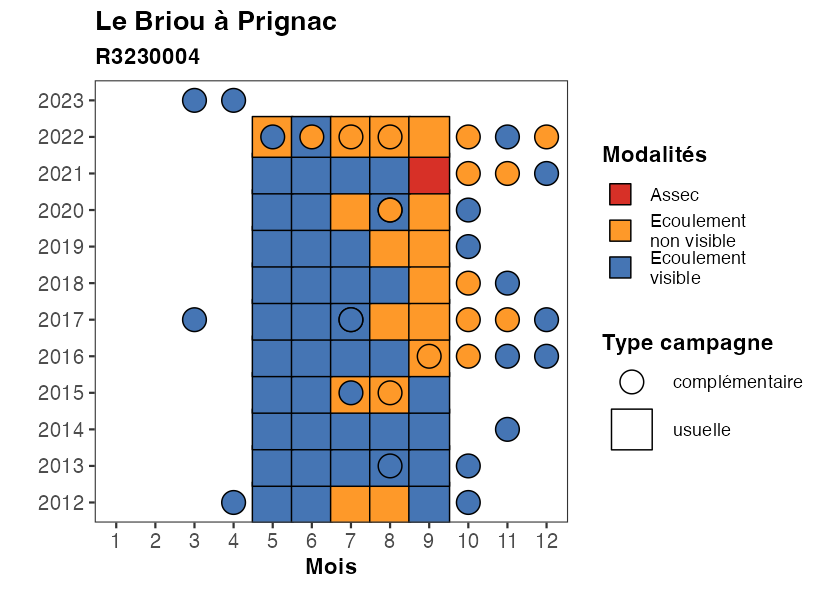 Le Briou à Prignac
R3230004
2023
2022
2021
2020
2019
2018
2017
2016
2015
2014
2013
2012
1 2 3 4 5 6 7 8 9 10 11 12
Mois
Modalités
Assec
Ecoulement
non visible
Ecoulement
visible
Type campagne
complémentaire
usuelle